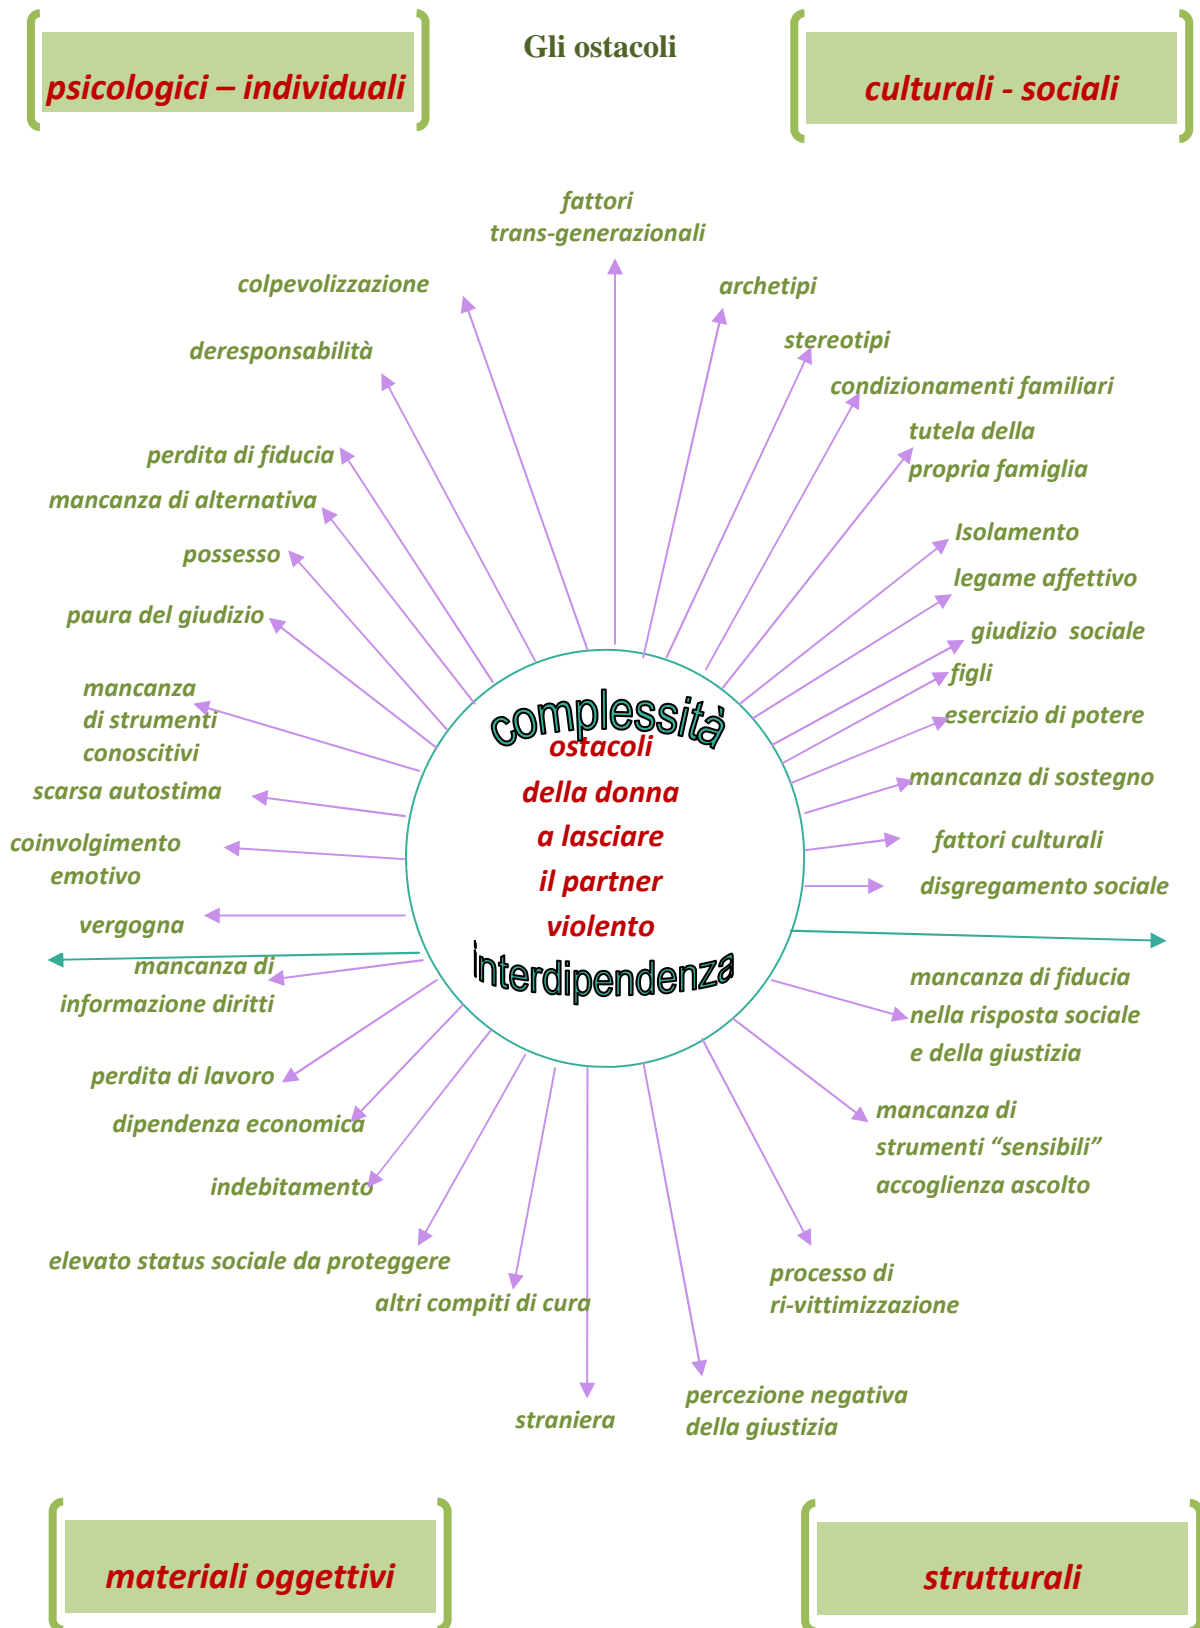 Gli ostacoli
psicologici – individuali
culturali - sociali
fattori
trans-generazionali
colpevolizzazione
archetipi
deresponsabilità
stereotipi
condizionamenti familiari
tutela della
propria famiglia
perdita di fiducia
mancanza di alternativa
possesso
paura del giudizio
Isolamento
legame affettivo
giudizio sociale
figli
esercizio di potere
mancanza
di strumenti
conoscitivi
scarsa autostima
coinvolgimento
emotivo
vergogna
mancanza di sostegno
fattori culturali
disgregamento sociale
complessità
ostacoli
della donna
a lasciare
il partner
violento
interdipendenza
mancanza di
informazione diritti
perdita di lavoro
dipendenza economica
indebitamento
elevato status sociale da proteggere
altri compiti di cura
straniera
mancanza di fiducia
nella risposta sociale
e della giustizia
mancanza di
strumenti “sensibili”
accoglienza ascolto
processo di
ri-vittimizzazione
percezione negativa
della giustizia
materiali oggettivi
strutturali